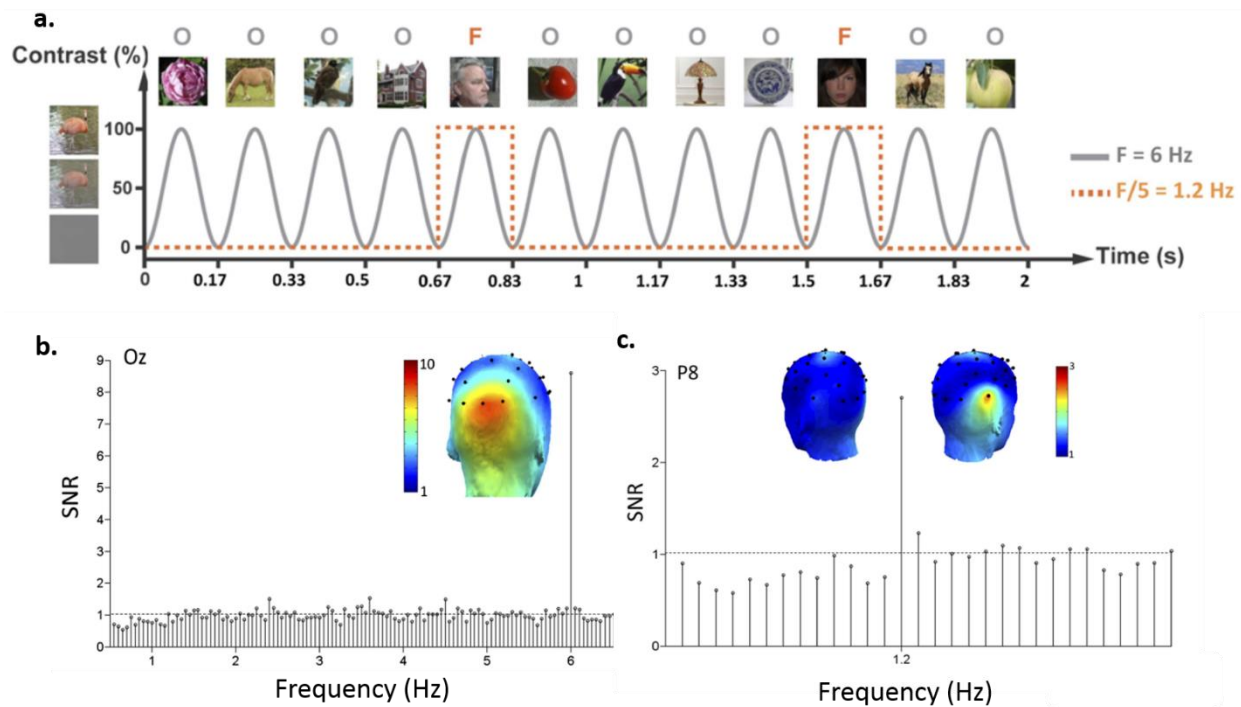 a.
O O O O F O O O O F O O
Contrast (%)
100
50
0
F = 6 Hz
F/5 = 1.2 Hz
Time (s)
0 0.17 0.33 0.5 0.67 0.83 1 1.17 1.33 1.5 1.67 1.83 2
b.
Oz
SNR
9
8
7
6
5
4
3
2
1
0
10
1
1 2 3 4 5 6
Frequency (Hz)
c.
P8
SNR
3
2
1
0
3
1
1.2
Frequency (Hz)